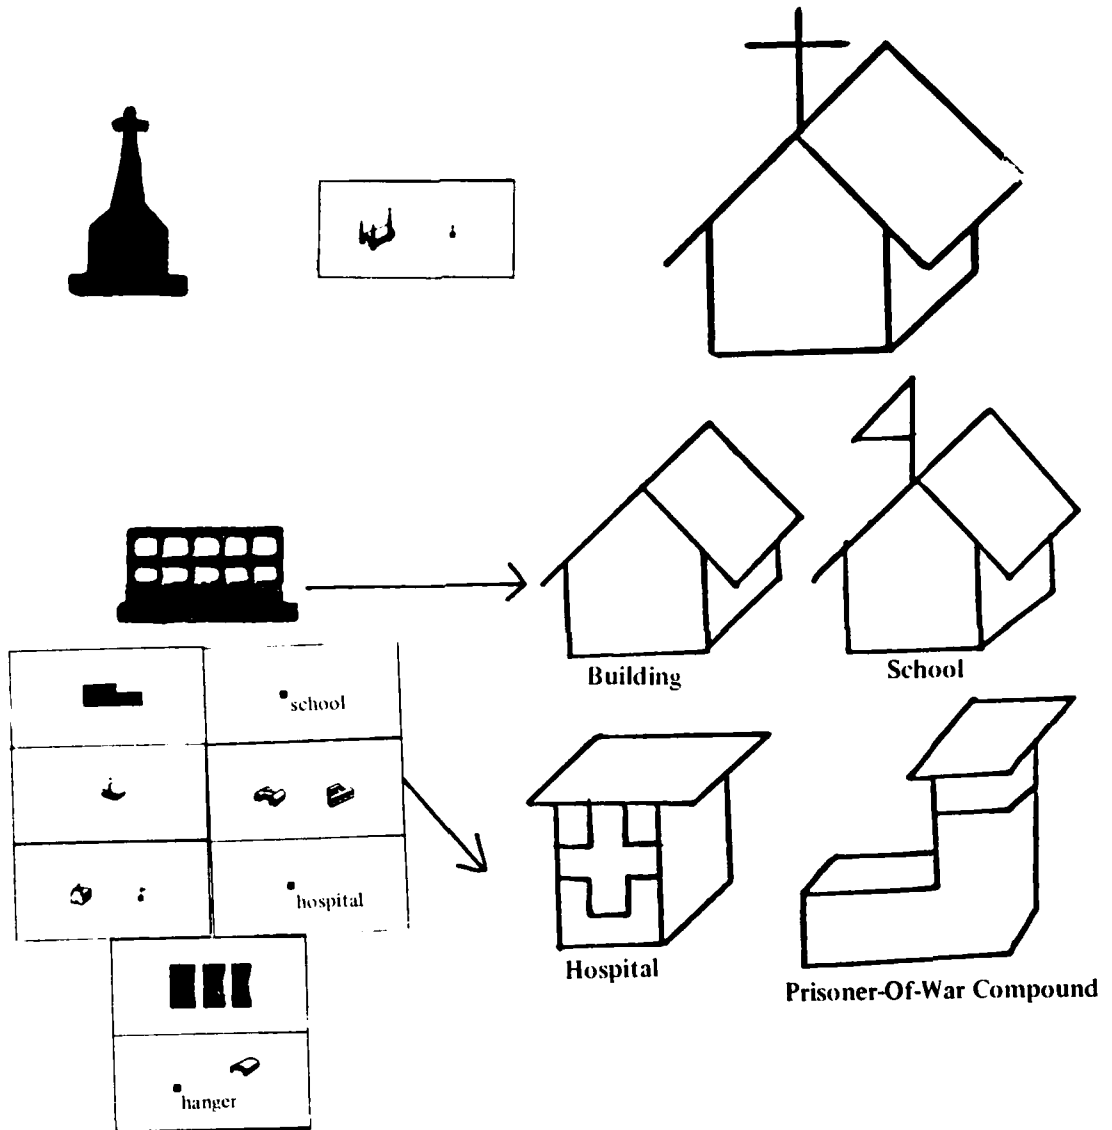 Building
School
school
hospital
Hospital
Prisoner-Of-War Compound
hanger